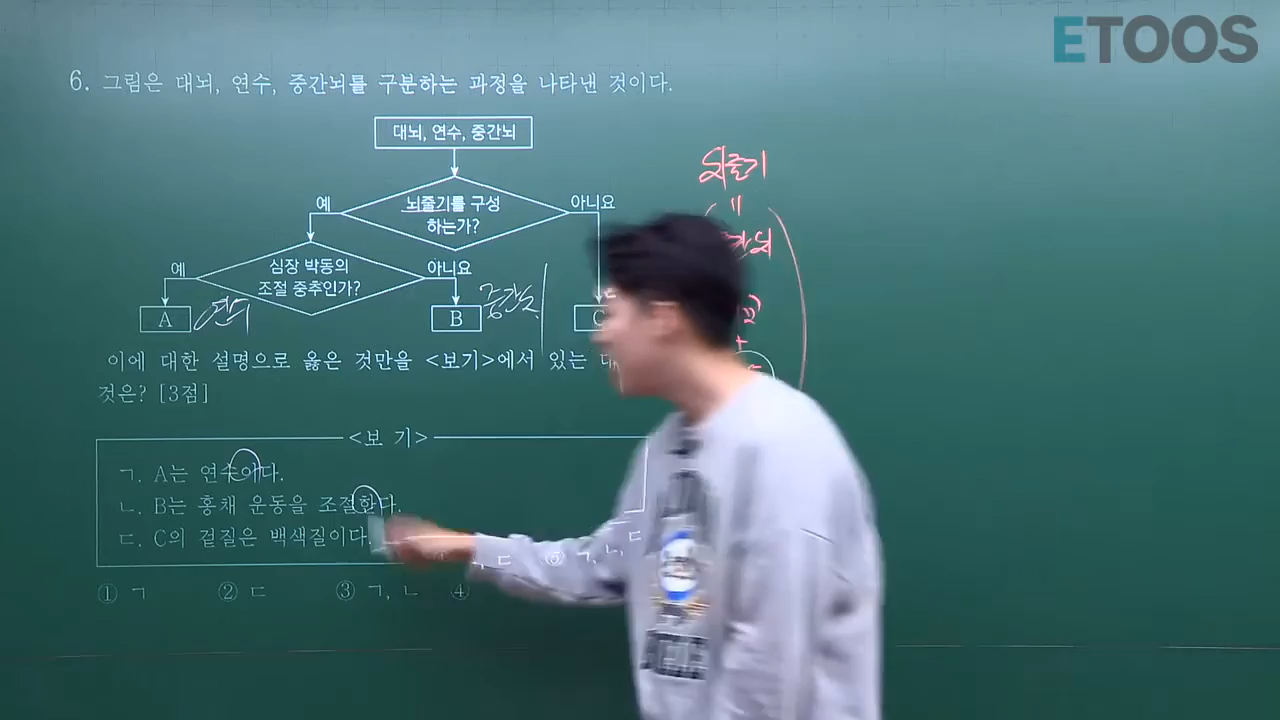 ETOOS
6. 그림은 대뇌, 연수, 중간뇌를 구분하는 과정을 나타낸 것이다.
대뇌, 연수, 중간뇌
뇌줄기
예
뇌줄기를 구성
하는가?
아니요
예
심장 박동의
조절 중추인가?
아니요
A
B 중간뇌
C
이에 대한 설명으로 옳은 것만을 <보기>에서 있는
것은? [3점]
<보 기>
ㄱ. A는 연수이다.
ㄴ. B는 홍채 운동을 조절한다.
ㄷ. C의 겉질은 백색질이다.
① ㄱ ② ㄷ ③ ㄱ, ㄴ ④ ㄷ ⑤ ㄱ, ㄴ, ㄷ